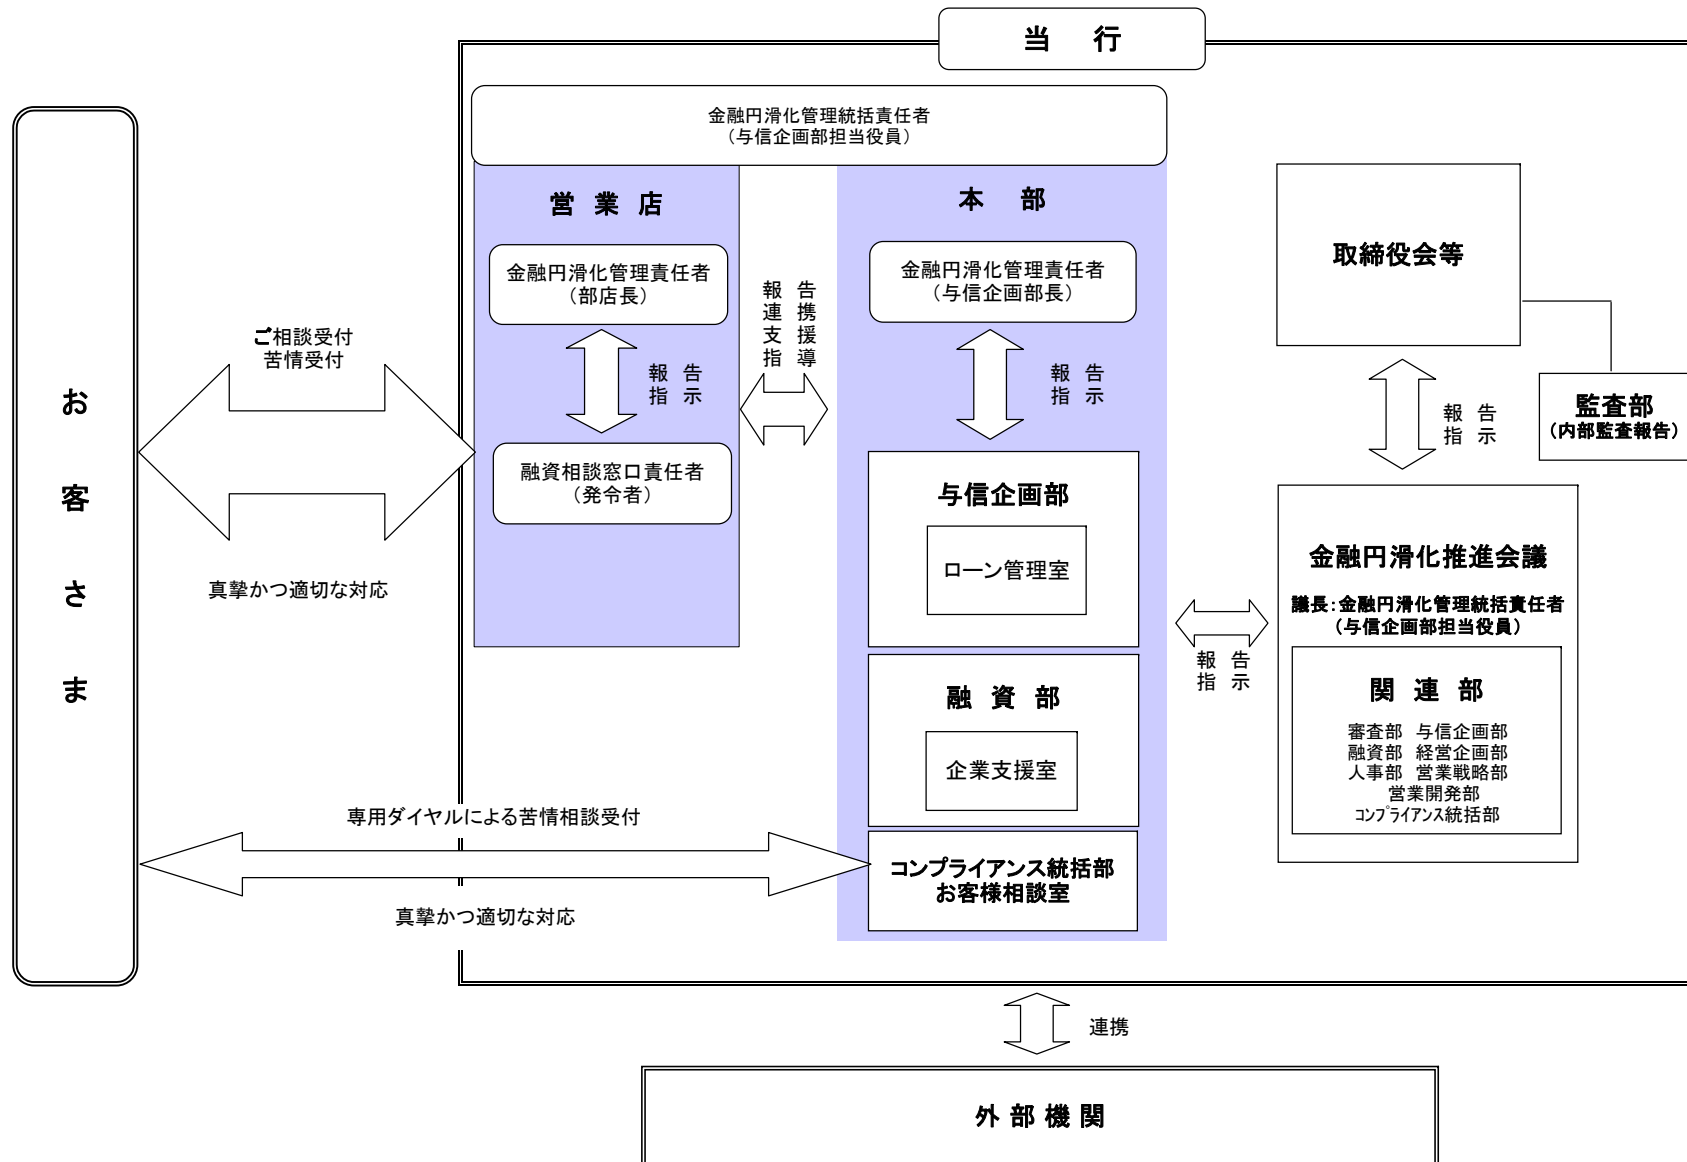 当　行
金融円滑化管理統括責任者
（与信企画部担当役員）
営 業 店
金融円滑化管理責任者
（部店長）
報 告
指 示
融資相談窓口責任者
（発令者）
報 告
連 携
支 援
指 導
本　部
金融円滑化管理責任者
（与信企画部長）
報 告
指 示
与信企画部
ローン管理室
融 資 部
企業支援室
コンプライアンス統括部
お客様相談室
取締役会等
監査部
（内部監査報告）
報 告
指 示
金融円滑化推進会議
議長：金融円滑化管理統括責任者
（与信企画部担当役員）
関 連 部
審査部 与信企画部
融資部 経営企画部
人事部 営業戦略部
営業開発部
コンプライアンス統括部
報 告
指 示
お客さま
ご相談受付
苦情受付
真摯かつ適切な対応
専用ダイヤルによる苦情相談受付
真摯かつ適切な対応
連携
外 部 機 関